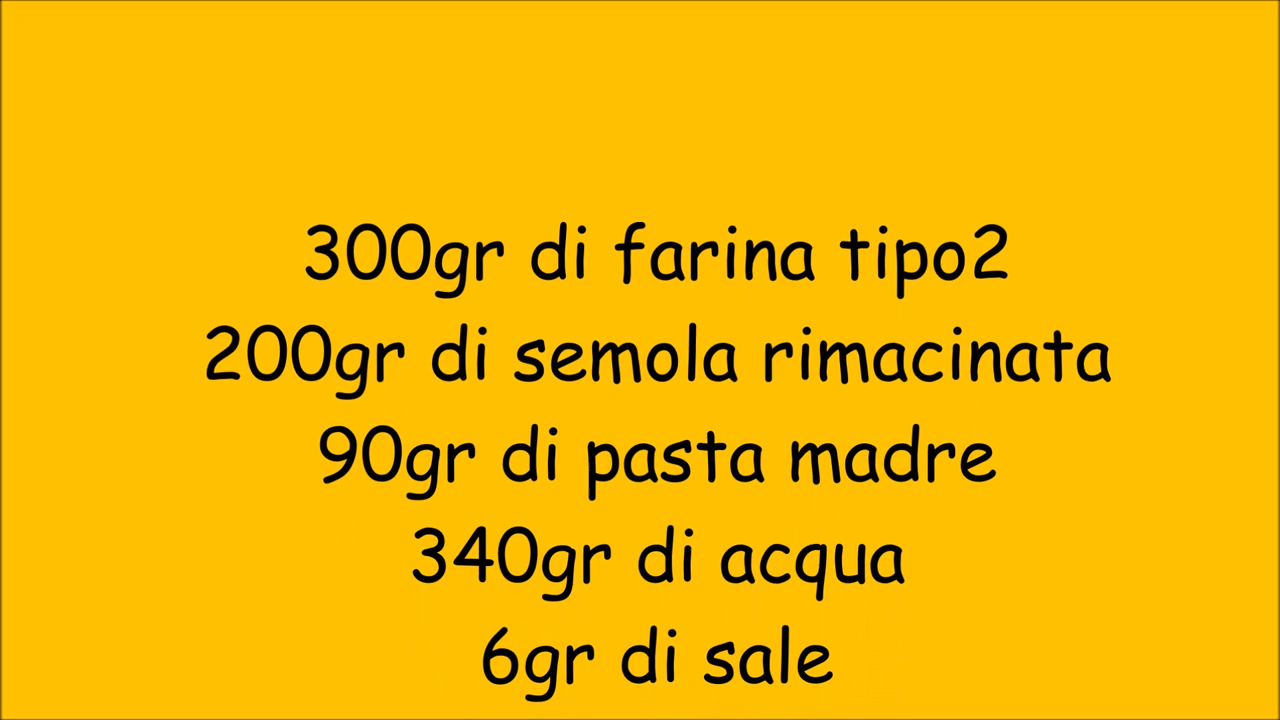 300gr di farina tipo2
200gr di semola rimacinata
90gr di pasta madre
340gr di acqua
6gr di sale